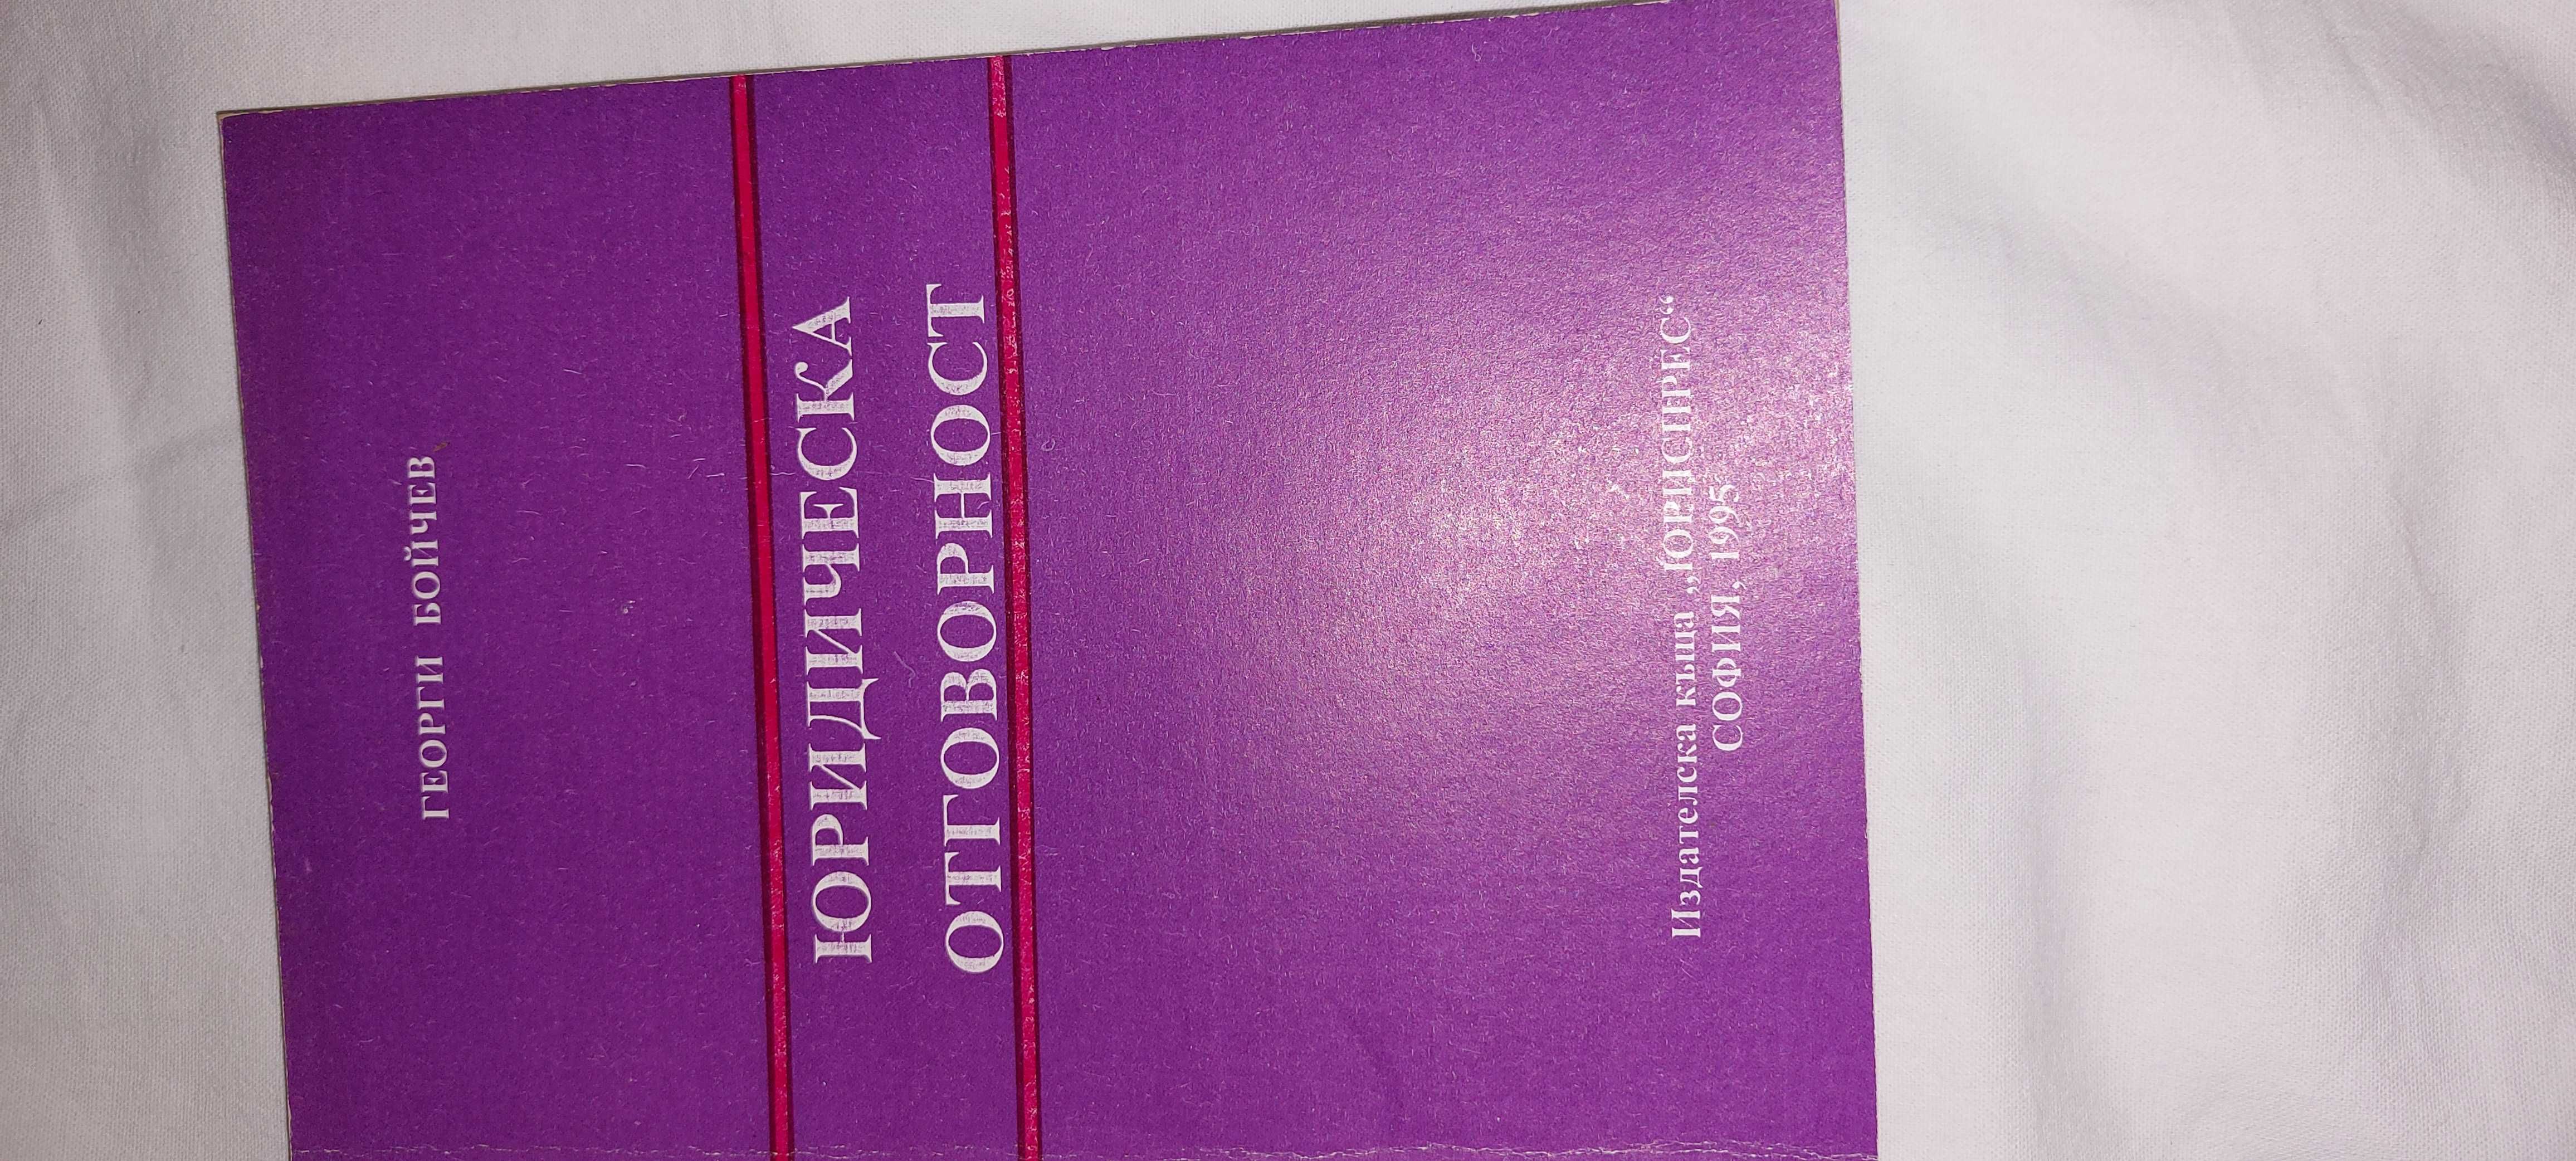 ГЕОРГИ БОЙЧЕВ
ЮРИДИЧЕСКА
ОТГОВОРНОСТ
Издателска къща „ЮРИСПРЕС“
СОФИЯ, 1995